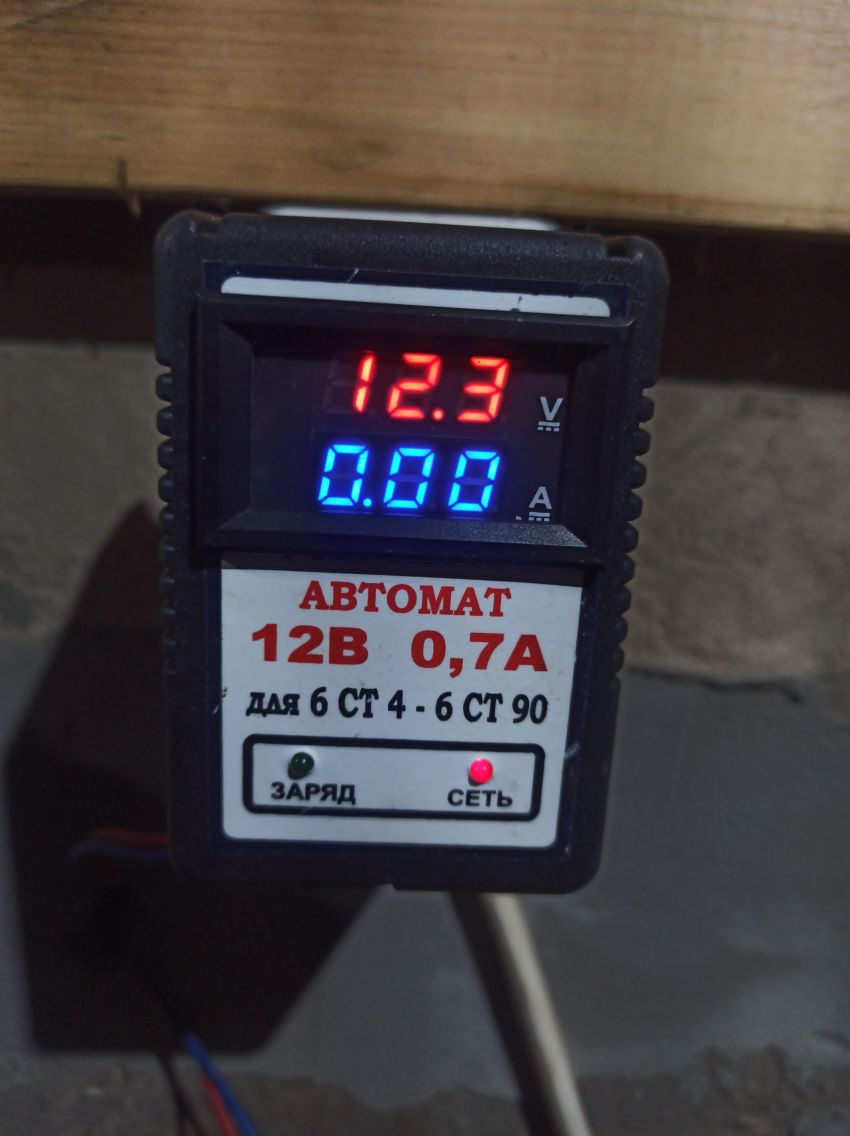 12.3 V
0.00 A
АВТОМАТ
12В 0,7А
для 6 СТ 4 - 6 СТ 90
ЗАРЯД СЕТЬ